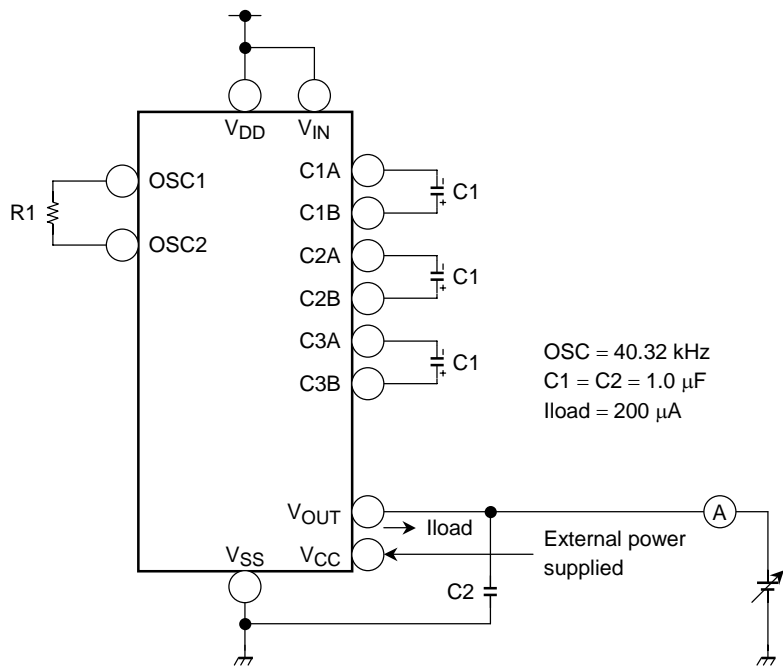 VDD
VIN
OSC1
OSC2
R1
C1A
C1B
C2A
C2B
C3A
C3B
- + C1
- + C1
- + C1
OSC = 40.32 kHz
C1 = C2 = 1.0 μF
Iload = 200 μA
VOUT
Iload
A
VSS
VCC
External power
supplied
C2